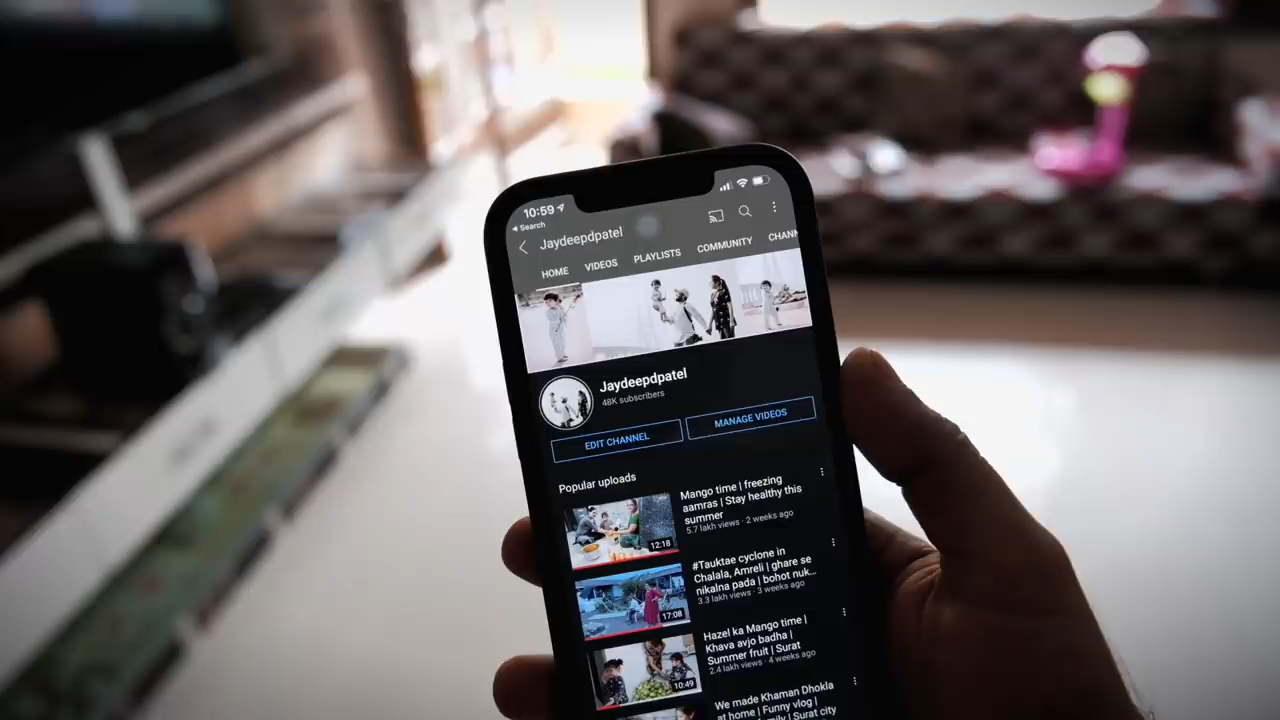 10:59
Search
Jaydeepdpatel
HOME VIDEOS PLAYLISTS COMMUNITY CHANN
Jaydeepdpatel
48K subscribers
EDIT CHANNEL
MANAGE VIDEOS
Popular uploads
Mango time | freezing
aamras | Stay healthy this
summer
5.7 lakh views · 2 weeks ago
12:18
#Tauktae cyclone in
Chalala, Amreli | ghare se
nikalna pada | bohot nuk...
3.3 lakh views · 3 weeks ago
17:08
Hazel ka Mango time |
Khava avjo badha |
Summer fruit | Surat
2.4 lakh views · 4 weeks ago
10:49
We made Khaman Dhokla
at home | Funny vlog |
family | Surat city